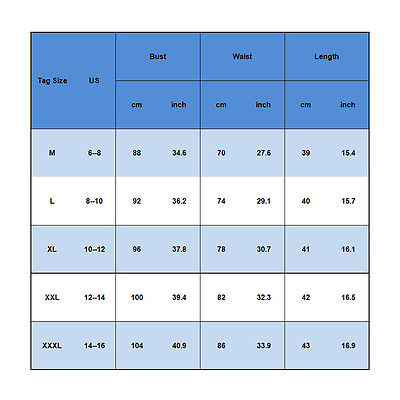 Bust Waist Length
Tag Size US
cm inch cm inch cm inch
M 6--8 88 34.6 70 27.6 39 15.4
L 8--10 92 36.2 74 29.1 40 15.7
XL 10--12 96 37.8 78 30.7 41 16.1
XXL 12--14 100 39.4 82 32.3 42 16.5
XXXL 14--16 104 40.9 86 33.9 43 16.9